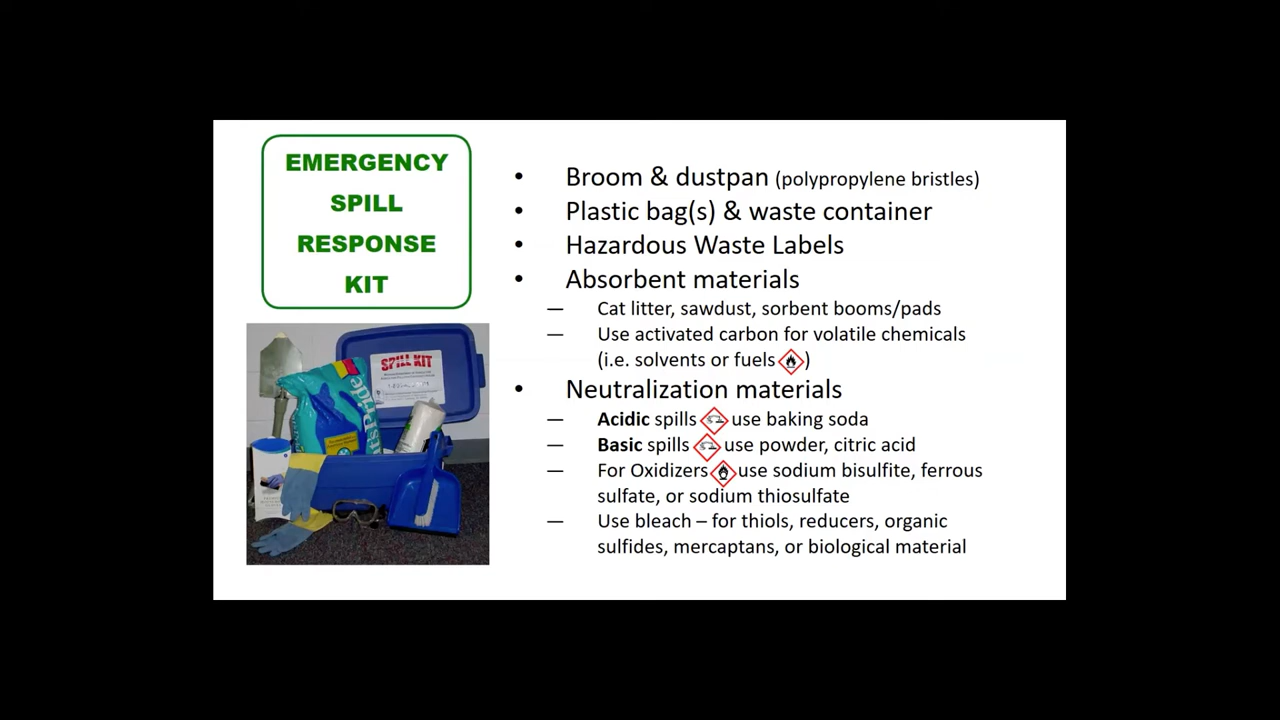 EMERGENCY
SPILL
RESPONSE
KIT
• Broom & dustpan (polypropylene bristles)
• Plastic bag(s) & waste container
• Hazardous Waste Labels
• Absorbent materials
— Cat litter, sawdust, sorbent booms/pads
— Use activated carbon for volatile chemicals
(i.e. solvents or fuels )
• Neutralization materials
— Acidic spills use baking soda
— Basic spills use powder, citric acid
— For Oxidizers use sodium bisulfite, ferrous
sulfate, or sodium thiosulfate
— Use bleach – for thiols, reducers, organic
sulfides, mercaptans, or biological material
SPILL KIT